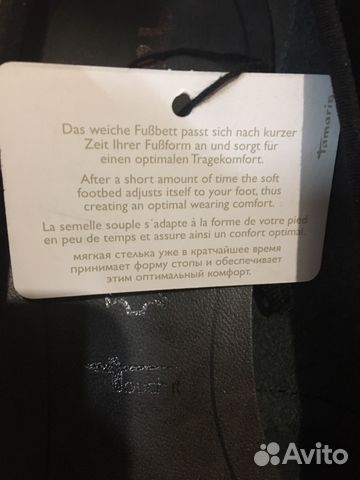 Das weiche Fußbett passt sich nach kurzer
Zeit Ihrer Fußform an und sorgt für
einen optimalen Tragekomfort.
After a short amount of time the soft
footbed adjusts itself to your foot, thus
creating an optimal wearing comfort.
La semelle souple s´adapte à la forme de votre pied
en peu de temps et assure ainsi un confort optimal.
мягкая стелька уже в кратчайшее время
принимает форму стопы и обеспечивает
этим оптимальный комфорт.
Tamaris
Touch it
Avito